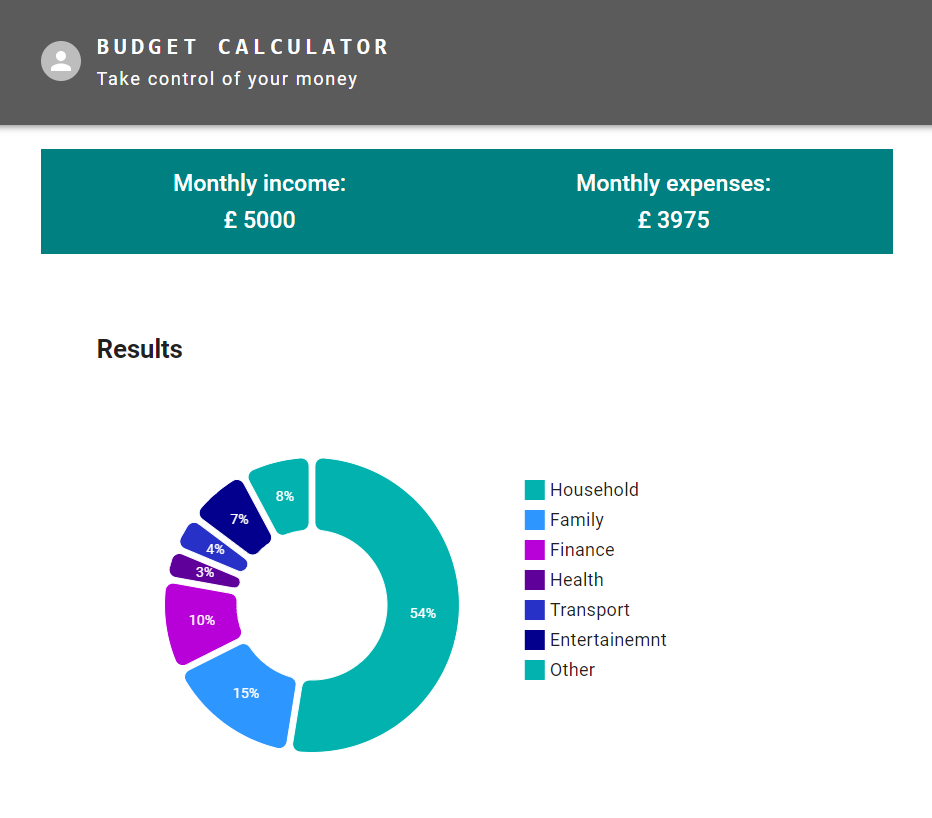 BUDGET CALCULATOR
Take control of your money
Monthly income:
£ 5000
Monthly expenses:
£ 3975
Results
8%
7%
4%
3%
10%
15%
54%
Household
Family
Finance
Health
Transport
Entertainemnt
Other